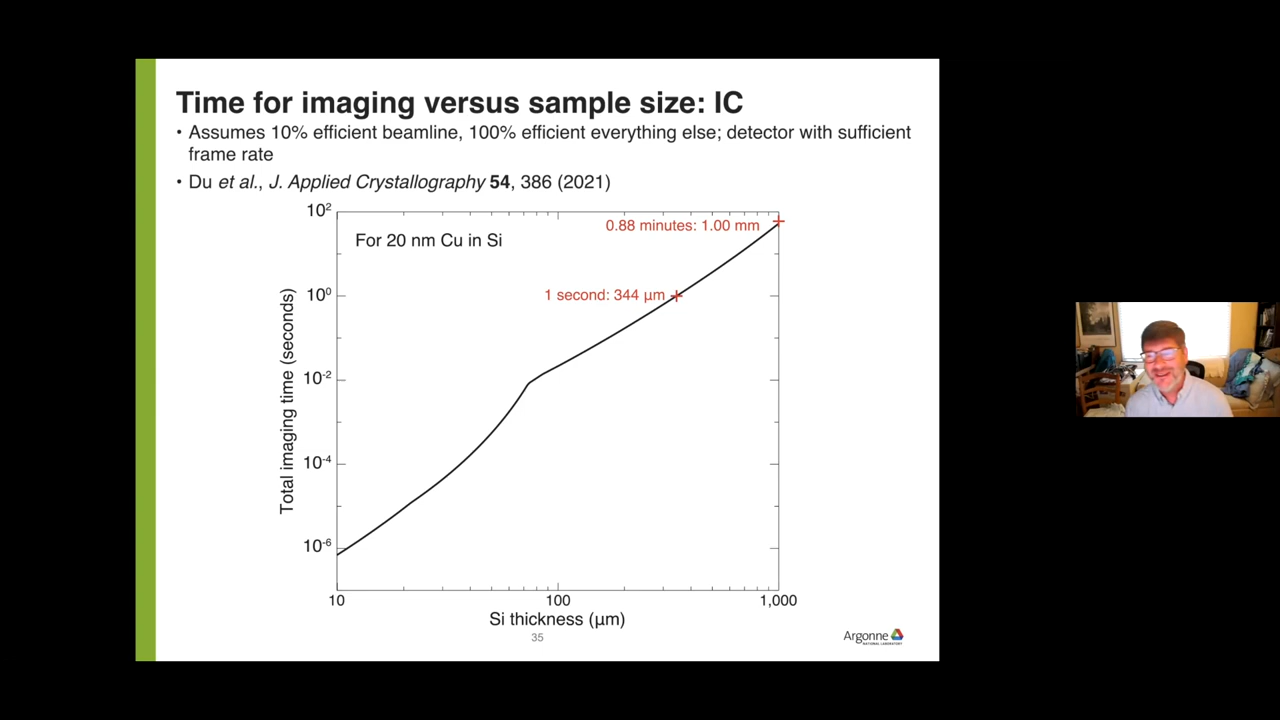 Time for imaging versus sample size: IC
• Assumes 10% efficient beamline, 100% efficient everything else; detector with sufficient
frame rate
• Du et al., J. Applied Crystallography 54, 386 (2021)
10²
0.88 minutes: 1.00 mm
For 20 nm Cu in Si
10⁰
1 second: 344 μm
Total imaging time (seconds)
10⁻²
10⁻⁴
10⁻⁶
10
100
1,000
Si thickness (μm)
35
Argonne
NATIONAL LABORATORY